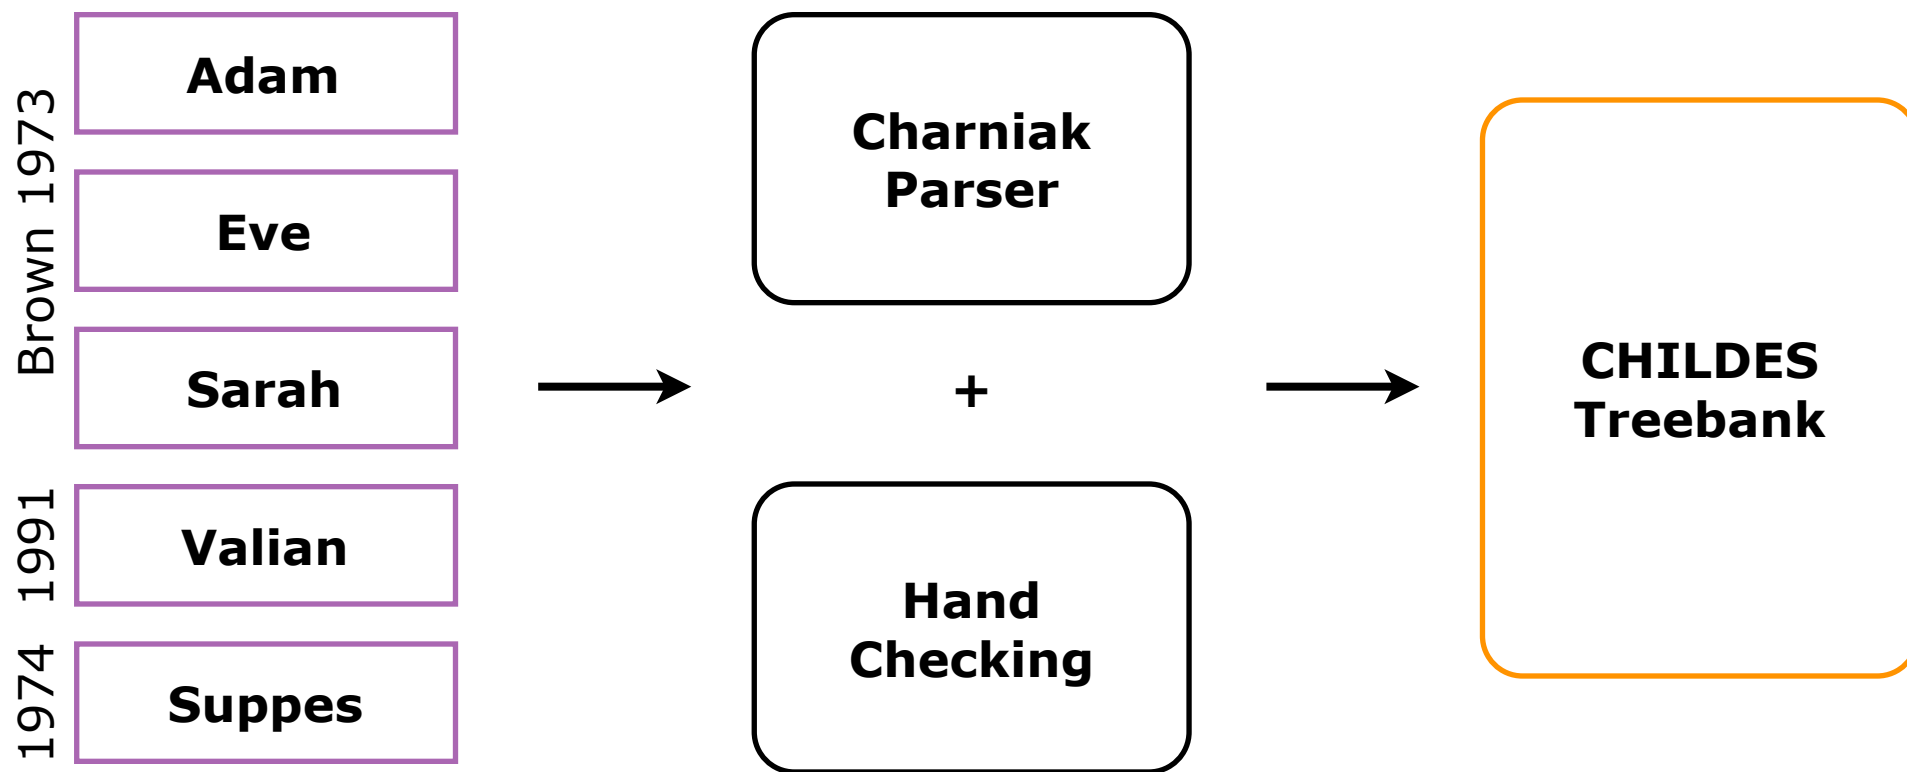 Brown 1973
Adam
Eve
Sarah
1991
Valian
1974
Suppes
Charniak
Parser
+
Hand
Checking
CHILDES
Treebank